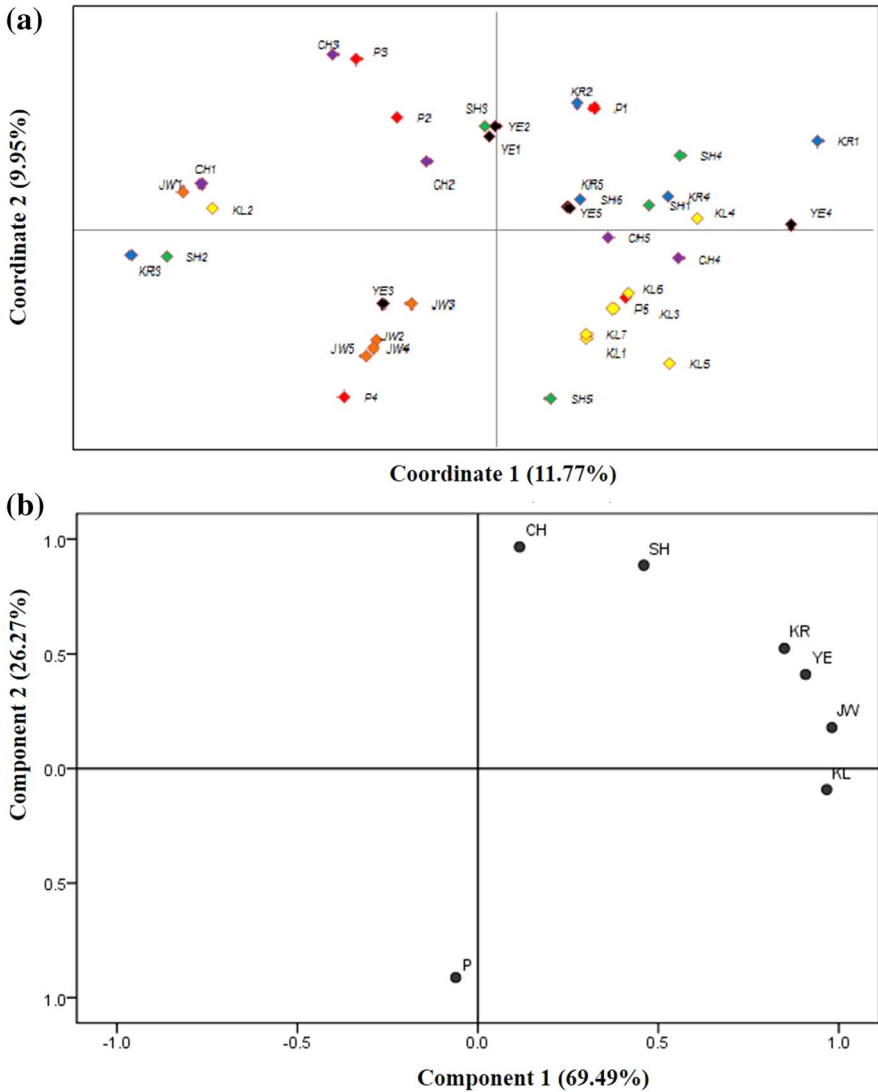 (a)
CH3 P3
P2 SH3 YE2 KR2 P1
YE1 KR1
CH2 SH4
CH1
JW1
KL2 KR5 SH6 KR4
YE5 SH1 KL4 YE4
CH5
KR3 SH2 CH4
YE3 JW3 KL6
P5 KL3
JW2 KL7
JW5 JW4 KL1
KL5
P4 SH5
Coordinate 2 (9.95%)
Coordinate 1 (11.77%)
(b)
CH
SH
KR
YE
JW
KL
P
1.0
0.5
0.0
0.5
1.0
Component 2 (26.27%)
-1.0 -0.5 0.0 0.5 1.0
Component 1 (69.49%)